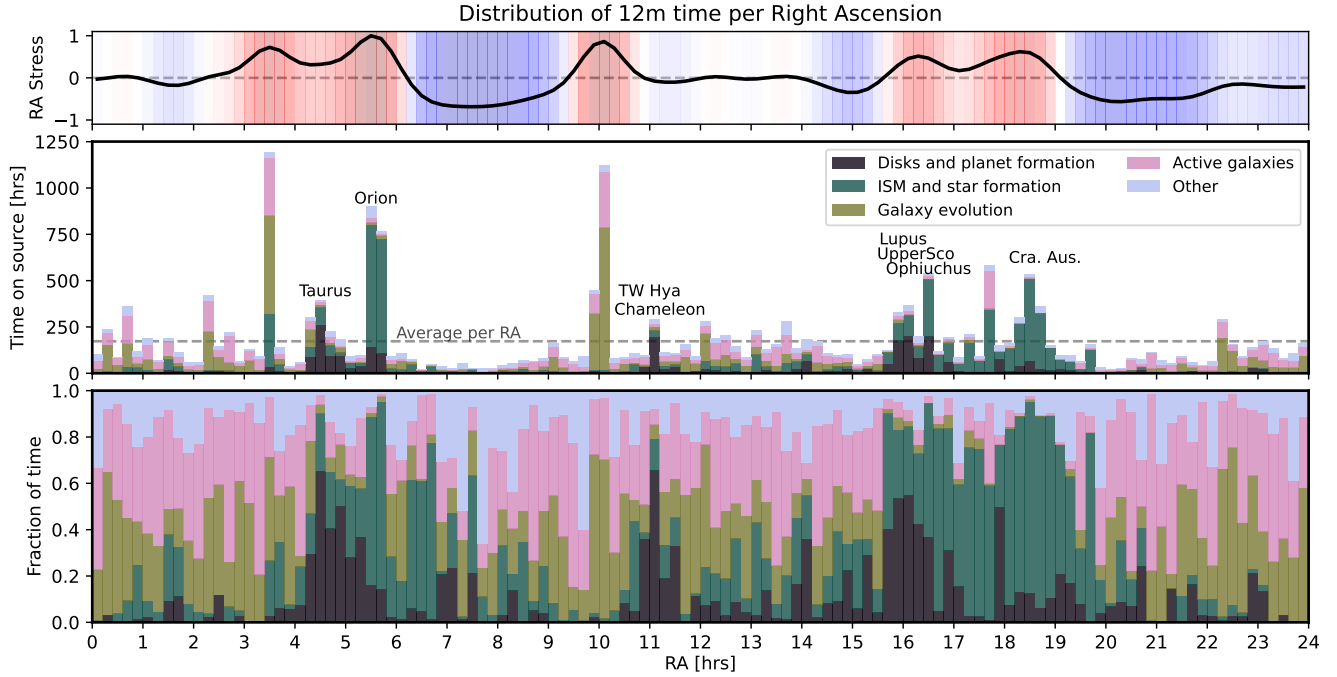 Distribution of 12m time per Right Ascension
RA Stress
1
0
−1
Time on source [hrs]
1250
1000
750
500
250
0
Disks and planet formation
ISM and star formation
Galaxy evolution
Active galaxies
Other
Orion
Taurus
Average per RA
TW Hya
Chameleon
Lupus
UpperSco
Ophiuchus
Cra. Aus.
Fraction of time
1.0
0.8
0.6
0.4
0.2
0.0
0 1 2 3 4 5 6 7 8 9 10 11 12 13 14 15 16 17 18 19 20 21 22 23 24
RA [hrs]